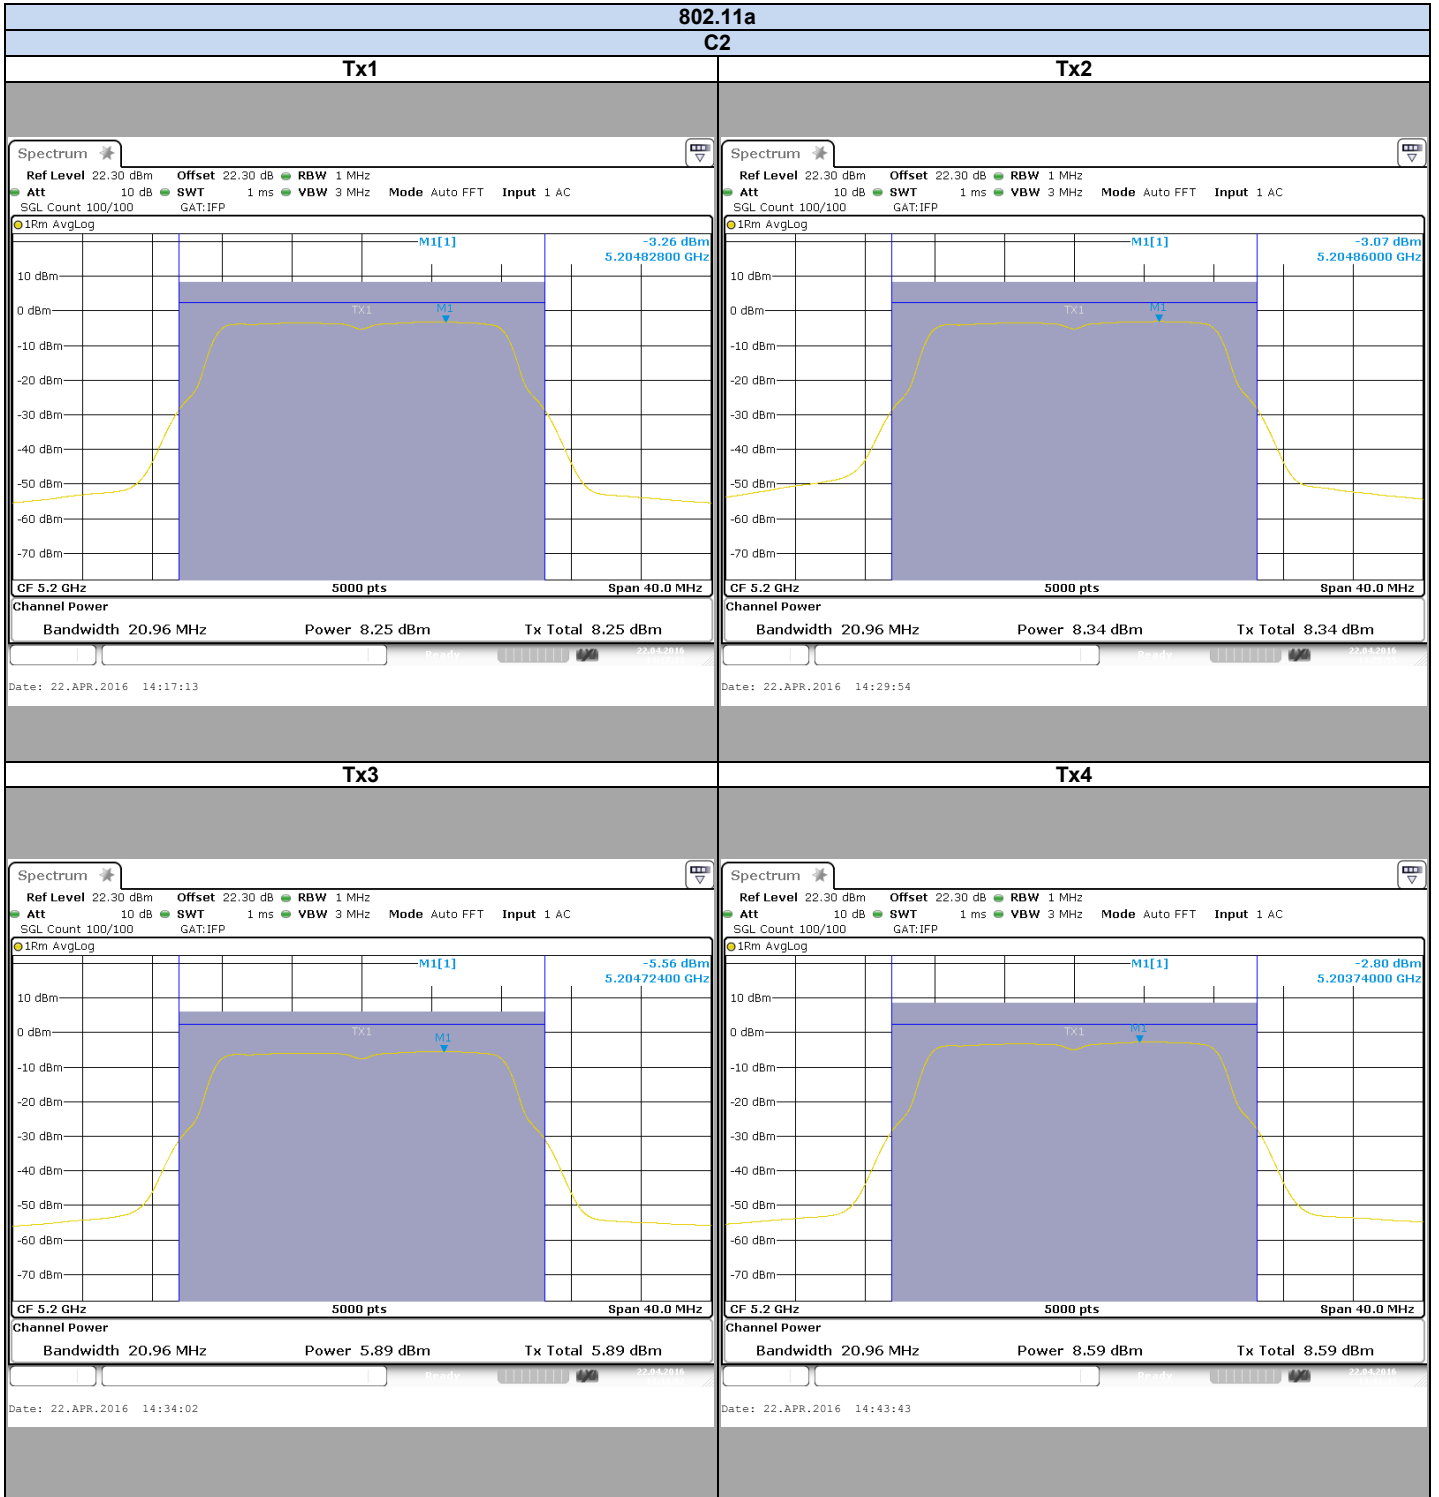 802.11a
C2
Tx1
Spectrum
Ref Level 22.30 dBm Offset 22.30 dB RBW 1 MHz
Att 10 dB SWT 1 ms VBW 3 MHz Mode Auto FFT Input 1 AC
SGL Count 100/100 GAT:IFP
1Rm AvgLog
M1[1] -3.26 dBm
5.20482800 GHz
10 dBm
0 dBm
TX1
M1
-10 dBm
-20 dBm
-30 dBm
-40 dBm
-50 dBm
-60 dBm
-70 dBm
CF 5.2 GHz 5000 pts Span 40.0 MHz
Channel Power
Bandwidth 20.96 MHz Power 8.25 dBm Tx Total 8.25 dBm
Ready 22.04.2016
Date: 22.APR.2016 14:17:13
Tx2
Spectrum
Ref Level 22.30 dBm Offset 22.30 dB RBW 1 MHz
Att 10 dB SWT 1 ms VBW 3 MHz Mode Auto FFT Input 1 AC
SGL Count 100/100 GAT:IFP
1Rm AvgLog
M1[1] -3.07 dBm
5.20486000 GHz
10 dBm
0 dBm
TX1
M1
-10 dBm
-20 dBm
-30 dBm
-40 dBm
-50 dBm
-60 dBm
-70 dBm
CF 5.2 GHz 5000 pts Span 40.0 MHz
Channel Power
Bandwidth 20.96 MHz Power 8.34 dBm Tx Total 8.34 dBm
Ready 22.04.2016
Date: 22.APR.2016 14:29:54
Tx3
Spectrum
Ref Level 22.30 dBm Offset 22.30 dB RBW 1 MHz
Att 10 dB SWT 1 ms VBW 3 MHz Mode Auto FFT Input 1 AC
SGL Count 100/100 GAT:IFP
1Rm AvgLog
M1[1] -5.56 dBm
5.20472400 GHz
10 dBm
0 dBm
TX1
M1
-10 dBm
-20 dBm
-30 dBm
-40 dBm
-50 dBm
-60 dBm
-70 dBm
CF 5.2 GHz 5000 pts Span 40.0 MHz
Channel Power
Bandwidth 20.96 MHz Power 5.89 dBm Tx Total 5.89 dBm
Ready 22.04.2016
Date: 22.APR.2016 14:34:02
Tx4
Spectrum
Ref Level 22.30 dBm Offset 22.30 dB RBW 1 MHz
Att 10 dB SWT 1 ms VBW 3 MHz Mode Auto FFT Input 1 AC
SGL Count 100/100 GAT:IFP
1Rm AvgLog
M1[1] -2.80 dBm
5.20374000 GHz
10 dBm
0 dBm
TX1
M1
-10 dBm
-20 dBm
-30 dBm
-40 dBm
-50 dBm
-60 dBm
-70 dBm
CF 5.2 GHz 5000 pts Span 40.0 MHz
Channel Power
Bandwidth 20.96 MHz Power 8.59 dBm Tx Total 8.59 dBm
Ready 22.04.2016
Date: 22.APR.2016 14:43:43